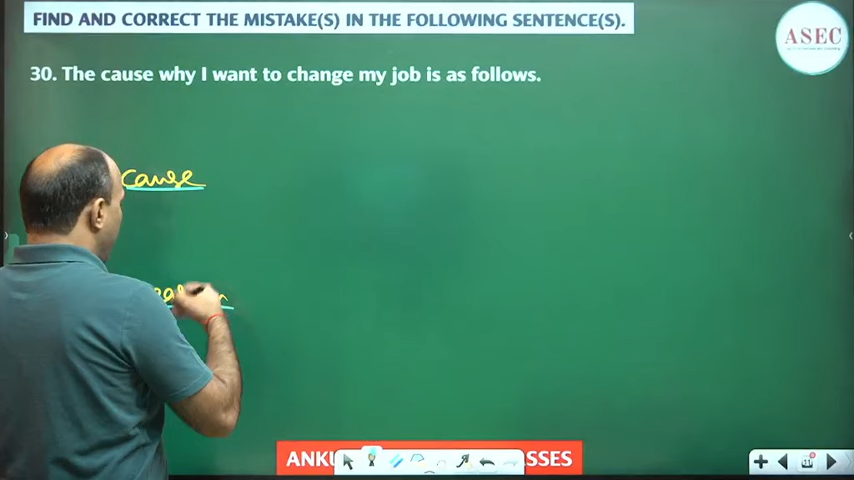 FIND AND CORRECT THE MISTAKE(S) IN THE FOLLOWING SENTENCE(S).
ASEC
30. The cause why I want to change my job is as follows.
cause
ANKU
SSES